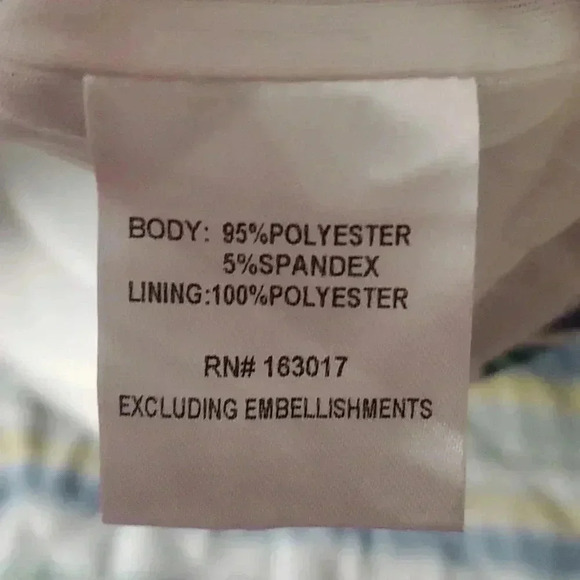 BODY: 95%POLYESTER
5%SPANDEX
LINING:100%POLYESTER
RN# 163017
EXCLUDING EMBELLISHMENTS